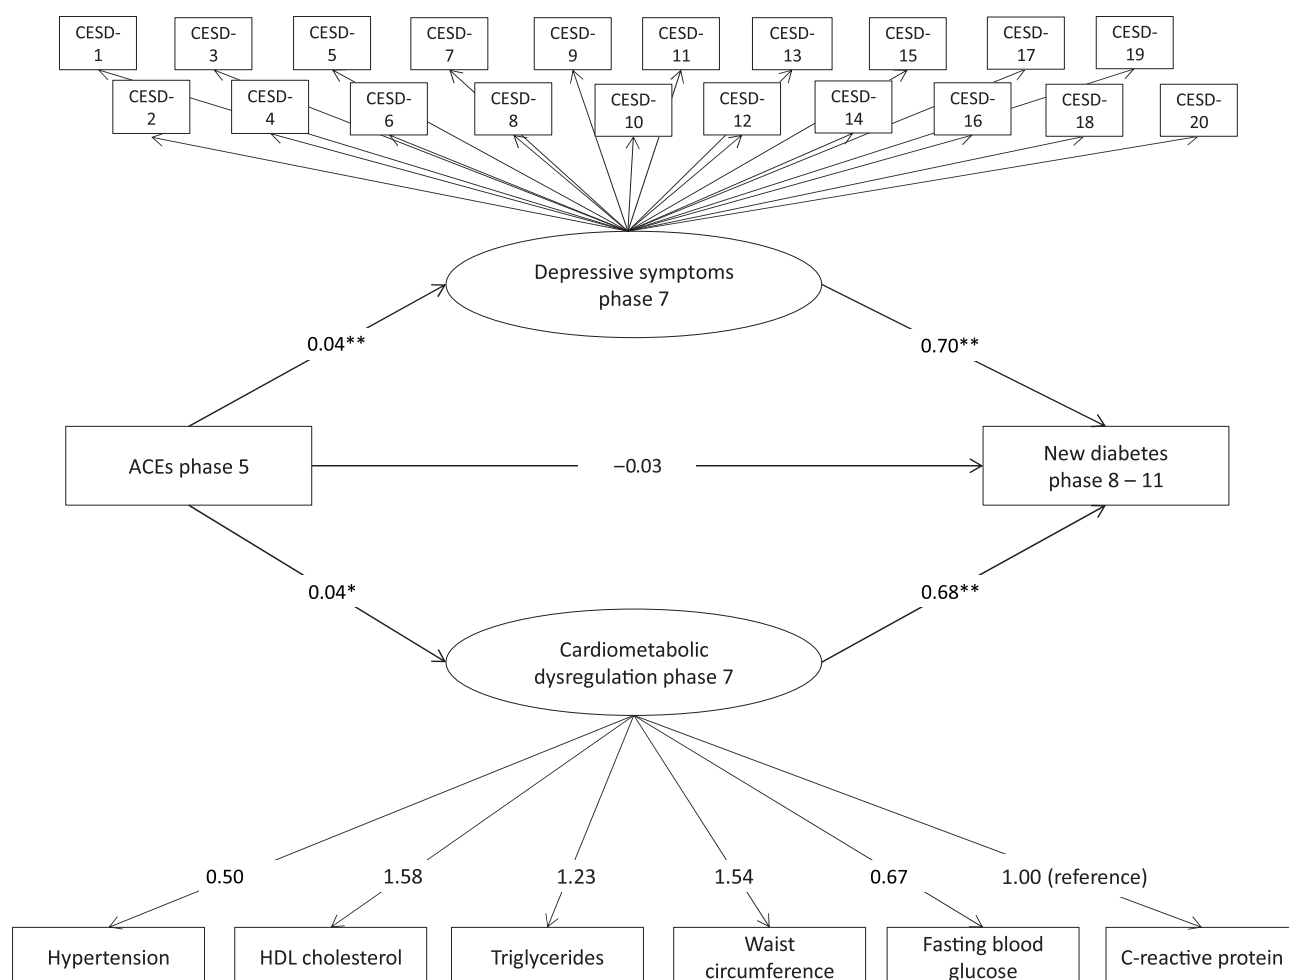 CESD-
1
CESD-
3
CESD-
5
CESD-
7
CESD-
9
CESD-
11
CESD-
13
CESD-
15
CESD-
17
CESD-
19
CESD-
2
CESD-
4
CESD-
6
CESD-
8
CESD-
10
CESD-
12
CESD-
14
CESD-
16
CESD-
18
CESD-
20
Depressive symptoms
phase 7
0.04**
0.70**
ACEs phase 5
–0.03
New diabetes
phase 8 – 11
0.04*
0.68**
Cardiometabolic
dysregulation phase 7
0.50
1.58
1.23
1.54
0.67
1.00 (reference)
Hypertension
HDL cholesterol
Triglycerides
Waist
circumference
Fasting blood
glucose
C-reactive protein